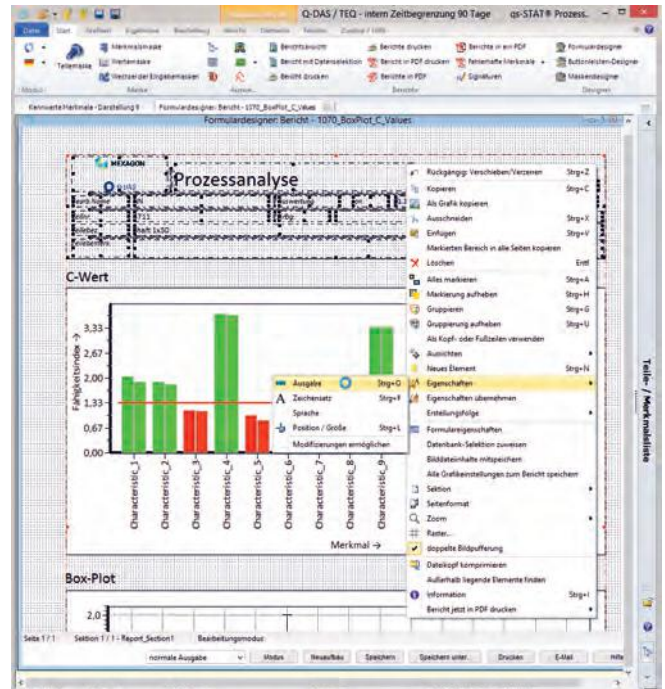 Q-DAS / TEQ - intern Zeitbegrenzung 90 Tage qs-STAT® Prozess..
Datei Start
Merkmalsmaske
Wertemaske
Wechsel der Eingabemasken
Teilemaske
Berichtsansicht
Bericht mit Datenselektion
Bericht drucken
Berichte drucken
Bericht in PDF drucken
Berichte in PDF
Berichte in ein PDF
Fehlerhafte Merkmale
Signaturen
Formulardesigner
Buttonleisten-Designer
Maskendesigner
Modul
Maske
Berichte
Designer
Kennwerte Merkmale - Darstellung 9
Formulardesigner: Bericht - 1070_BoxPlot_C_Values
Formulardesigner: Bericht - 1070_BoxPlot_C_Values
HEXAGON
Prozessanalyse
C-Wert
Fähigkeitsindex →
3,33
2,67
2,00
1,33
0,67
0,00
Characteristic_1
Characteristic_2
Characteristic_3
Characteristic_4
Characteristic_5
Characteristic_6
Characteristic_7
Characteristic_8
Characteristic_9
Merkmal →
Box-Plot
2,0
Rückgängig: Verschieben/Verzerren Strg+Z
Kopieren Strg+C
Als Grafik kopieren
Ausschneiden Strg+X
Einfügen Strg+V
Markierten Bereich in alle Seiten kopieren
Löschen Entf
Alles markieren Strg+A
Markierung aufheben Strg+H
Gruppieren Strg+G
Gruppierung aufheben Strg+U
Als Kopf- oder Fußzeilen verwenden
Ausrichten
Neues Element Strg+N
Eigenschaften
Eigenschaften übernehmen
Erstellungsfolge
Formulareigenschaften
Datenbank-Selektion zuweisen
Bilddateiinhalte mitspeichern
Alle Grafikeinstellungen zum Bericht speichern
Sektion
Seitenformat
Zoom
Raster...
doppelte Bildpufferung
Dateikopf komprimieren
Außerhalb liegende Elemente finden
Information Strg+I
Bericht jetzt in PDF drucken
Ausgabe Strg+O
Zeichensatz Strg+F
Sprache
Position / Größe Strg+L
Modifizierungen ermöglichen
Teile- / Merkmalsliste
Seite 1 / 1 Sektion 1 / 1 - Report_Section1 Bearbeitungsmodus
normale Ausgabe Modus Neuaufbau Speichern Speichern unter... Drucken E-Mail Hilfe